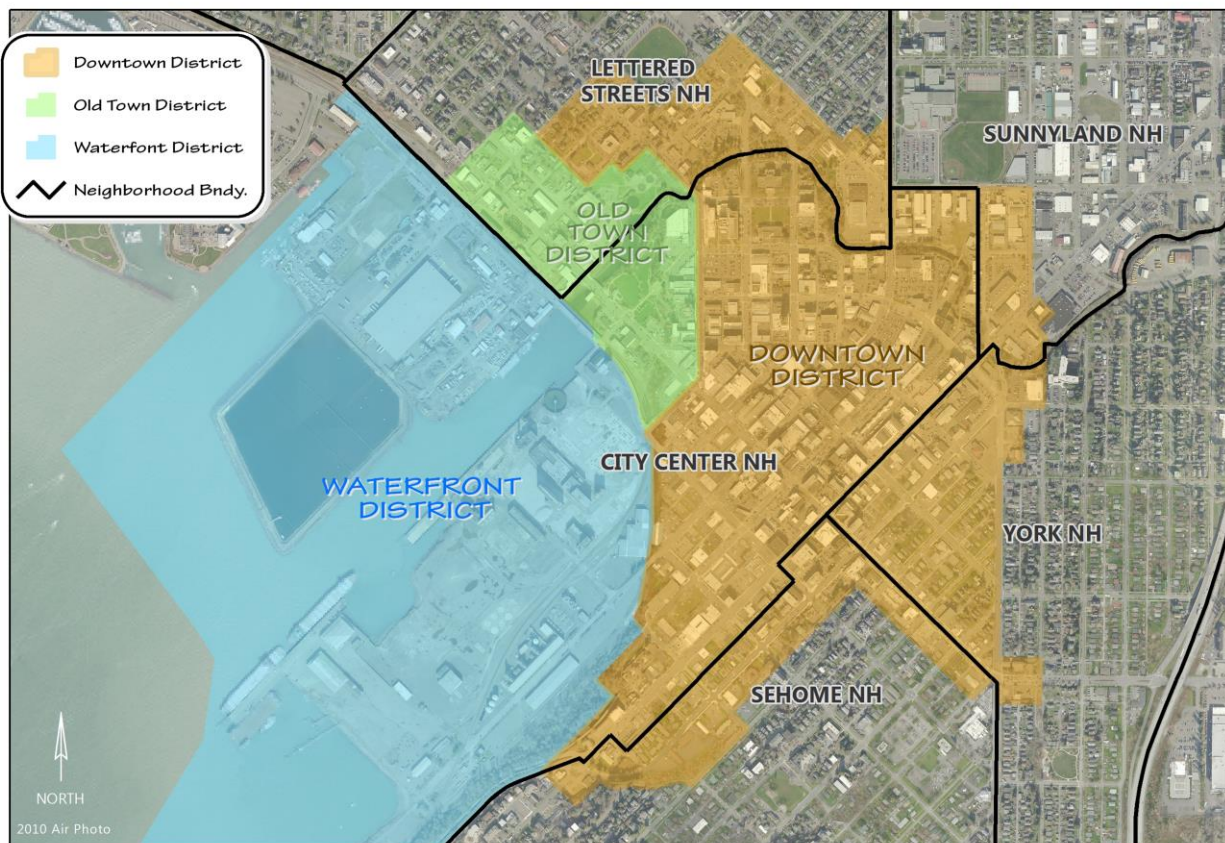 Downtown District
Old Town District
Waterfont District
Neighborhood Bndy.
LETTERED
STREETS NH
SUNNYLAND NH
OLD
TOWN
DISTRICT
DOWNTOWN
DISTRICT
CITY CENTER NH
WATERFRONT
DISTRICT
YORK NH
SEHOME NH
NORTH
2010 Air Photo